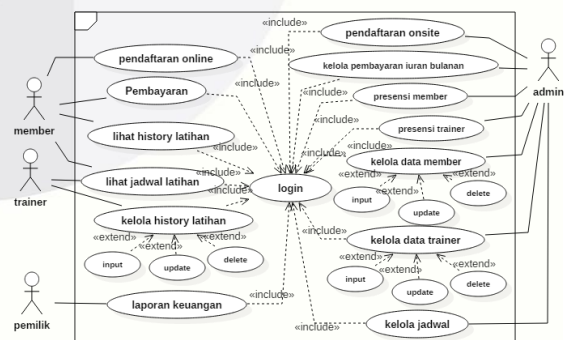 «include»
pendaftaran onsite
«include»
pendaftaran online
kelola pembayaran iuran bulanan
admin
«include»
Pembayaran
«include»
presensi member
member
«include»
presensi trainer
lihat history latihan
«include»
«include»
kelola data member
«include»
«extend»
«extend»
lihat jadwal latihan
login
«extend»
delete
trainer
«include»
input
update
kelola history latihan
«include»
kelola data trainer
«extend»
«extend»
«extend»
«extend»
«extend»
«extend»
input
update
delete
input
update
delete
laporan keuangan
«include»
pemilik
«include»
kelola jadwal